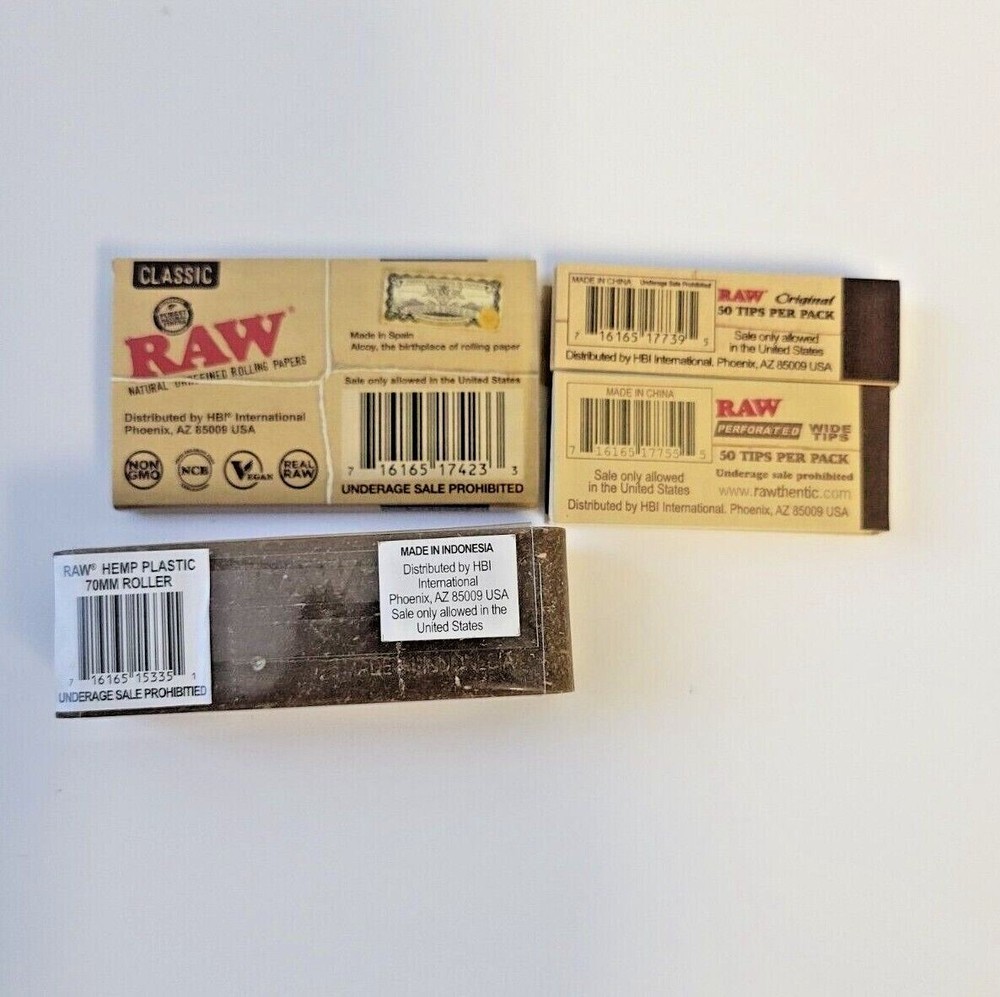 CLASSIC
RAW®
NATURAL UNREFINED ROLLING PAPERS
Made in Spain
Alcoy, the birthplace of rolling paper
Sale only allowed in the United States
Distributed by HBI® International
Phoenix, AZ 85009 USA
NON GMO
NCB
VEGAN
REAL RAW
7 16165 17423 3
UNDERAGE SALE PROHIBITED
MADE IN CHINA Underage Sale Prohibited
7 16165 17739 5
RAW Original
50 TIPS PER PACK
Sale only allowed
in the United States
Distributed by HBI International. Phoenix, AZ 85009 USA
MADE IN CHINA
7 16165 17755 5
RAW
PERFORATED WIDE
TIPS
50 TIPS PER PACK
Underage sale prohibited
www.rawthentic.com
Sale only allowed
in the United States
Distributed by HBI International. Phoenix, AZ 85009 USA
RAW® HEMP PLASTIC
70MM ROLLER
7 16165 15335 1
UNDERAGE SALE PROHIBITIED
MADE IN INDONESIA
Distributed by HBI
International
Phoenix, AZ 85009 USA
Sale only allowed in the
United States